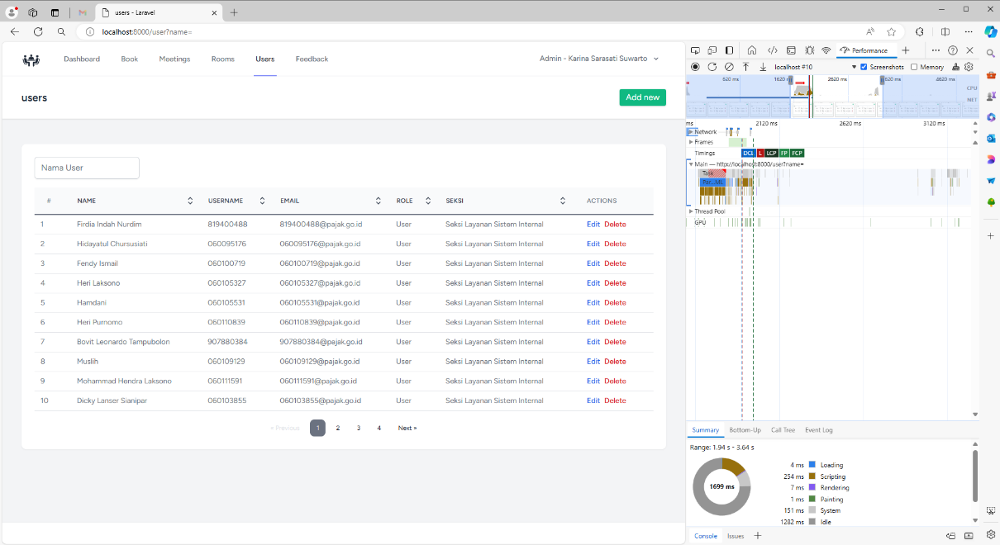 users - Laravel
localhost:8000/user?name=
Dashboard Book Meetings Rooms Users Feedback Admin - Karina Sarasati Suwarto
users Add new
Nama User
# NAME USERNAME EMAIL ROLE SEKSI ACTIONS
1 Firdia Indah Nurdim 819400488 819400488@pajak.go.id User Seksi Layanan Sistem Internal Edit Delete
2 Hidayatul Chursusiati 060095176 060095176@pajak.go.id User Seksi Layanan Sistem Internal Edit Delete
3 Fendy Ismail 060100719 060100719@pajak.go.id User Seksi Layanan Sistem Internal Edit Delete
4 Heri Laksono 060105327 060105327@pajak.go.id User Seksi Layanan Sistem Internal Edit Delete
5 Hamdani 060105531 060105531@pajak.go.id User Seksi Layanan Sistem Internal Edit Delete
6 Heri Purnomo 060110839 060110839@pajak.go.id User Seksi Layanan Sistem Internal Edit Delete
7 Bovit Leonardo Tampubolon 907880384 907880384@pajak.go.id User Seksi Layanan Sistem Internal Edit Delete
8 Muslih 060109129 060109129@pajak.go.id User Seksi Layanan Sistem Internal Edit Delete
9 Mohammad Hendra Laksono 060111591 060111591@pajak.go.id User Seksi Layanan Sistem Internal Edit Delete
10 Dicky Lanser Sianipar 060103855 060103855@pajak.go.id User Seksi Layanan Sistem Internal Edit Delete
« Previous 1 2 3 4 Next »
Performance
localhost #10 Screenshots Memory
620 ms 1620 ms 2620 ms 3620 ms 4620 ms
CPU
NET
ms 2120 ms 2620 ms 3120 ms
Network
Frames
Timings DCL L LCP FP FCP
Main — http://localhost:8000/user?name=
Task
Par...ML
Thread Pool
GPU
Summary Bottom-Up Call Tree Event Log
Range: 1.94 s - 3.64 s
1699 ms
4 ms Loading
254 ms Scripting
7 ms Rendering
1 ms Painting
151 ms System
1282 ms Idle
Console Issues